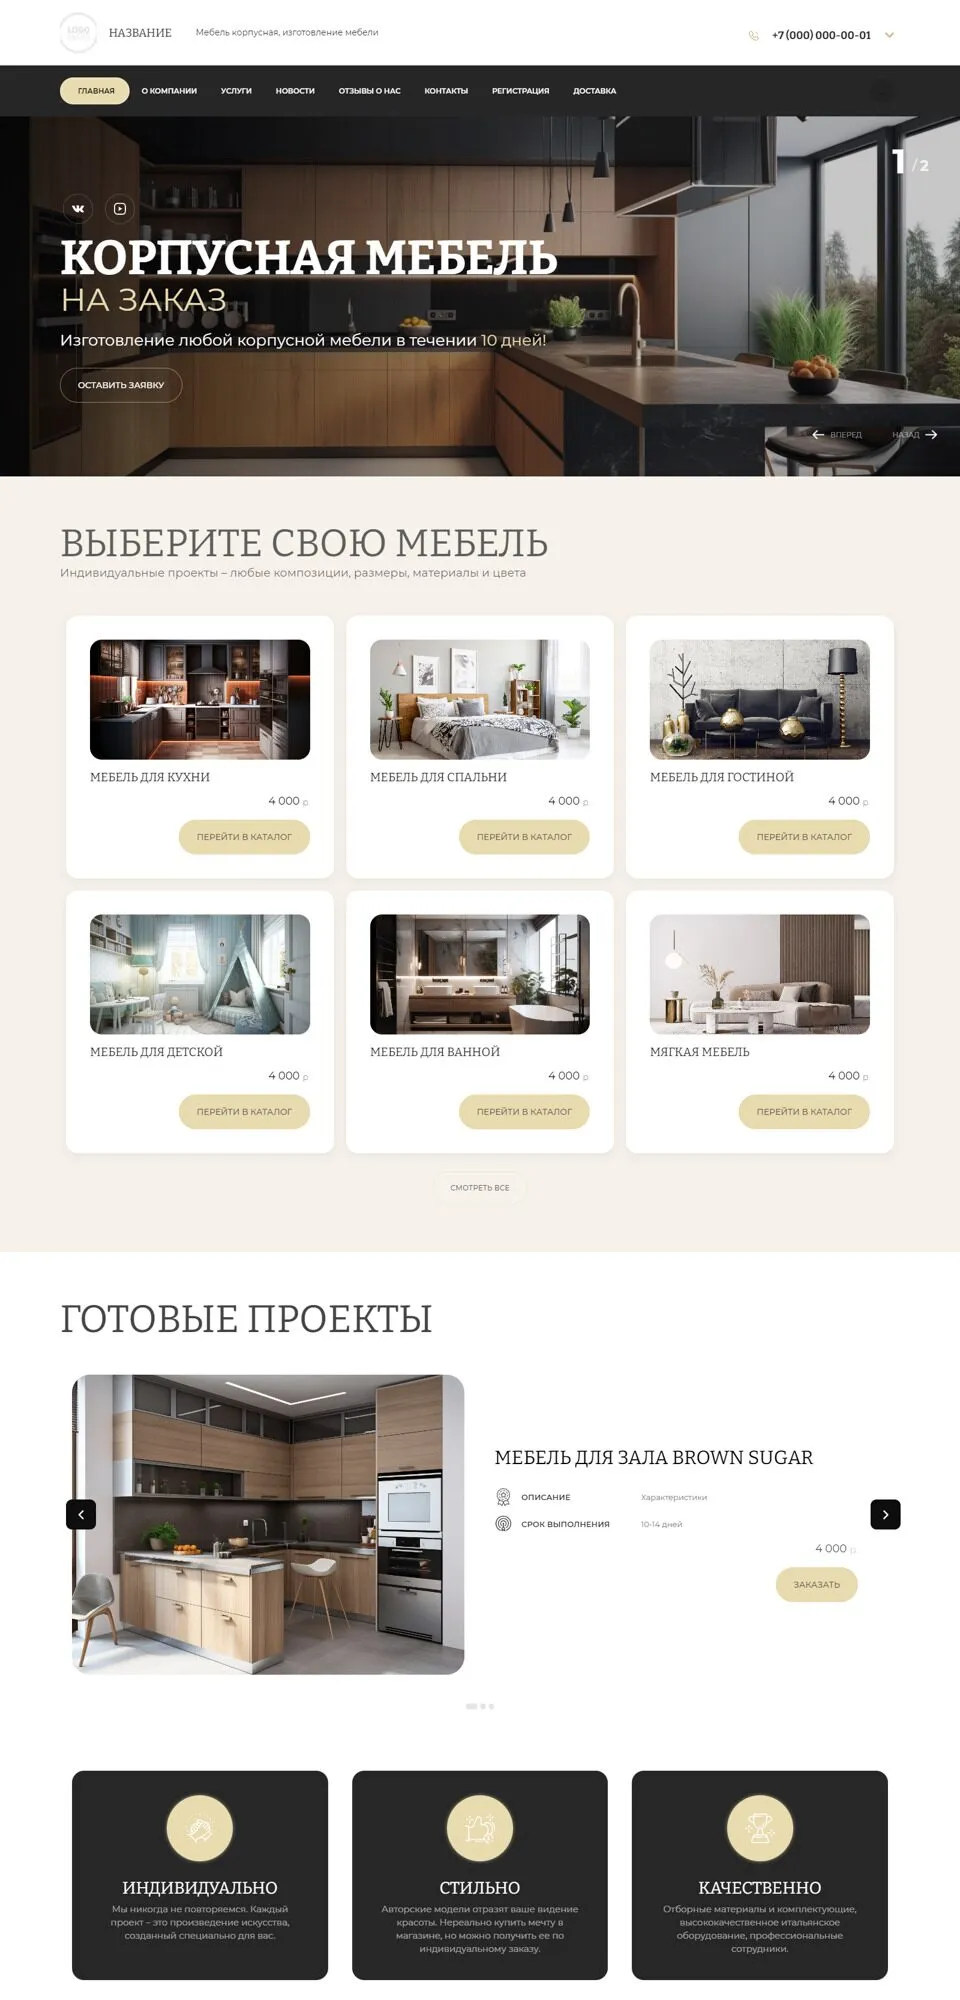 LOGO
НАЗВАНИЕ
Мебель корпусная, изготовление мебели
+7 (000) 000-00-01
ГЛАВНАЯ
О КОМПАНИИ
УСЛУГИ
НОВОСТИ
ОТЗЫВЫ О НАС
КОНТАКТЫ
РЕГИСТРАЦИЯ
ДОСТАВКА
1 / 2
КОРПУСНАЯ МЕБЕЛЬ
НА ЗАКАЗ
Изготовление любой корпусной мебели в течении 10 дней!
ОСТАВИТЬ ЗАЯВКУ
ВПЕРЕД
НАЗАД
ВЫБЕРИТЕ СВОЮ МЕБЕЛЬ
Индивидуальные проекты – любые композиции, размеры, материалы и цвета
МЕБЕЛЬ ДЛЯ КУХНИ
4 000 р.
ПЕРЕЙТИ В КАТАЛОГ
МЕБЕЛЬ ДЛЯ СПАЛЬНИ
4 000 р.
ПЕРЕЙТИ В КАТАЛОГ
МЕБЕЛЬ ДЛЯ ГОСТИНОЙ
4 000 р.
ПЕРЕЙТИ В КАТАЛОГ
МЕБЕЛЬ ДЛЯ ДЕТСКОЙ
4 000 р.
ПЕРЕЙТИ В КАТАЛОГ
МЕБЕЛЬ ДЛЯ ВАННОЙ
4 000 р.
ПЕРЕЙТИ В КАТАЛОГ
МЯГКАЯ МЕБЕЛЬ
4 000 р.
ПЕРЕЙТИ В КАТАЛОГ
СМОТРЕТЬ ВСЕ
ГОТОВЫЕ ПРОЕКТЫ
МЕБЕЛЬ ДЛЯ ЗАЛА BROWN SUGAR
ОПИСАНИЕ
Характеристики
СРОК ВЫПОЛНЕНИЯ
10-14 дней
4 000 р.
ЗАКАЗАТЬ
ИНДИВИДУАЛЬНО
Мы никогда не повторяемся. Каждый
проект – это произведение искусства,
созданный специально для вас.
СТИЛЬНО
Авторские модели отразят ваше видение
красоты. Нереально купить мечту в
магазине, но можно получить ее по
индивидуальному заказу.
КАЧЕСТВЕННО
Отборные материалы и комплектующие,
высококачественное итальянское
оборудование, профессиональные
сотрудники.